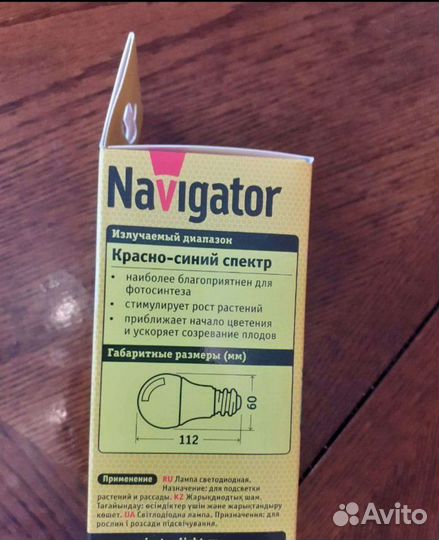 Navigator
Излучаемый диапазон
Красно-синий спектр
• наиболее благоприятнен для
фотосинтеза
• стимулирует рост растений
• приближает начало цветения
и ускоряет созревание плодов
Габаритные размеры (мм)
60
112
Применение RU Лампа светодиодная.
Назначение: для подсветки
растений и рассады. KZ Жарықдиодтық шам.
Тағайындау: өсімдіктер үшін және жарықтандыру
көшет. UA Світлодіодна лампа. Призначення: для
рослин і розсади підсвічування.
Avito